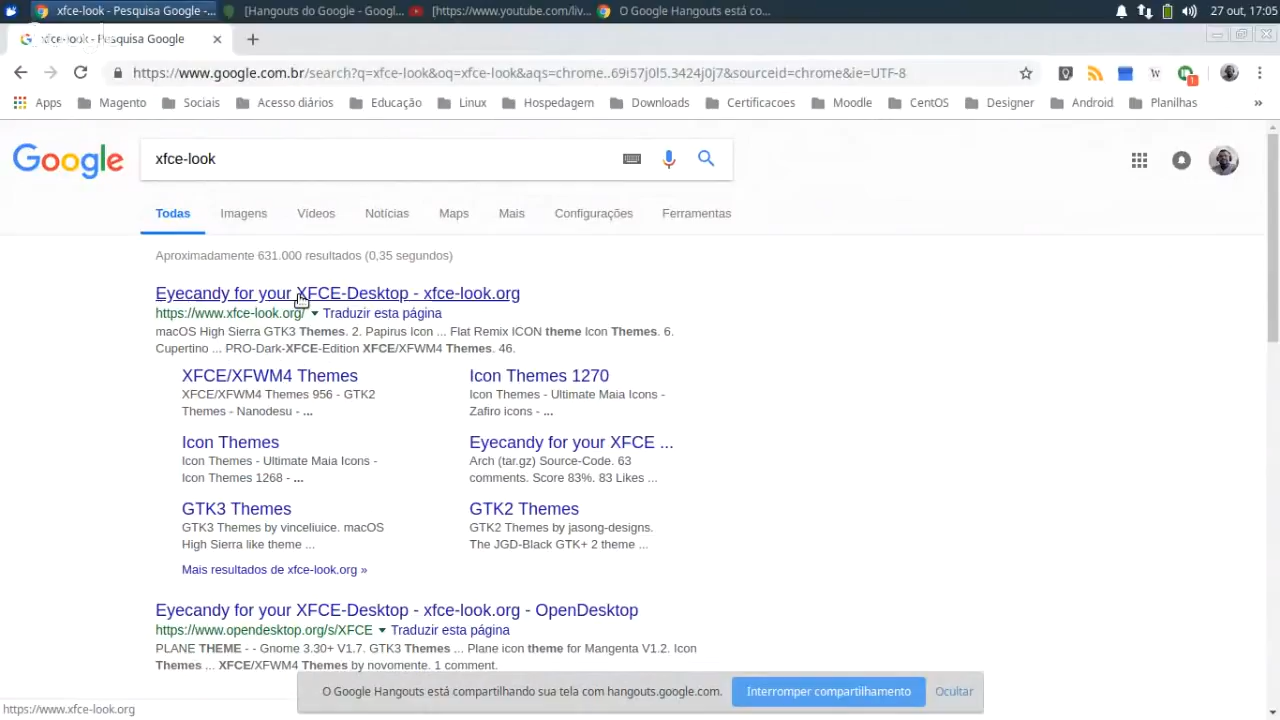 xfce-look - Pesquisa Google -...
[Hangouts do Google - Googl...
[https://www.youtube.com/liv...
O Google Hangouts está co...
27 out, 17:05
xfce-look - Pesquisa Google
https://www.google.com.br/search?q=xfce-look&oq=xfce-look&aqs=chrome..69i57j0l5.3424j0j7&sourceid=chrome&ie=UTF-8
W
1
Apps
Magento
Sociais
Acesso diários
Educação
Linux
Hospedagem
Downloads
Certificacoes
Moodle
CentOS
Designer
Android
Planilhas
»
Google
xfce-look
Todas
Imagens
Vídeos
Notícias
Maps
Mais
Configurações
Ferramentas
Aproximadamente 631.000 resultados (0,35 segundos)
Eyecandy for your XFCE-Desktop - xfce-look.org
https://www.xfce-look.org/ Traduzir esta página
macOS High Sierra GTK3 Themes. 2. Papirus Icon ... Flat Remix ICON theme Icon Themes. 6.
Cupertino ... PRO-Dark-XFCE-Edition XFCE/XFWM4 Themes. 46.
XFCE/XFWM4 Themes
XFCE/XFWM4 Themes 956 - GTK2
Themes - Nanodesu - ...
Icon Themes 1270
Icon Themes - Ultimate Maia Icons -
Zafiro icons - ...
Icon Themes
Icon Themes - Ultimate Maia Icons -
Icon Themes 1268 - ...
Eyecandy for your XFCE ...
Arch (tar.gz) Source-Code. 63
comments. Score 83%. 83 Likes ...
GTK3 Themes
GTK3 Themes by vinceliuice. macOS
High Sierra like theme ...
GTK2 Themes
GTK2 Themes by jasong-designs.
The JGD-Black GTK+ 2 theme ...
Mais resultados de xfce-look.org »
Eyecandy for your XFCE-Desktop - xfce-look.org - OpenDesktop
https://www.opendesktop.org/s/XFCE Traduzir esta página
PLANE THEME - - Gnome 3.30+ V1.7. GTK3 Themes ... Plane icon theme for Mangenta V1.2. Icon
Themes ... XFCE/XFWM4 Themes by novomente. 1 comment.
O Google Hangouts está compartilhando sua tela com hangouts.google.com.
Interromper compartilhamento
Ocultar
https://www.xfce-look.org